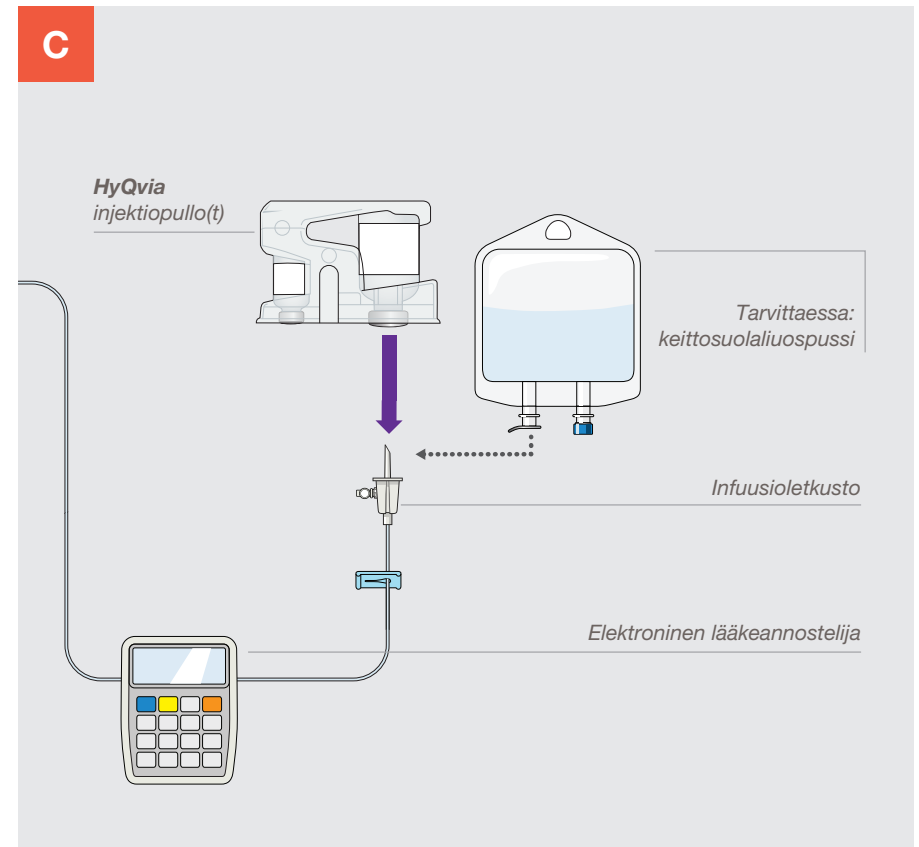 C
HyQvia
injektiopullo(t)
Tarvittaessa:
keittosuolaliuospussi
Infuusioletkusto
Elektroninen lääkeannostelija